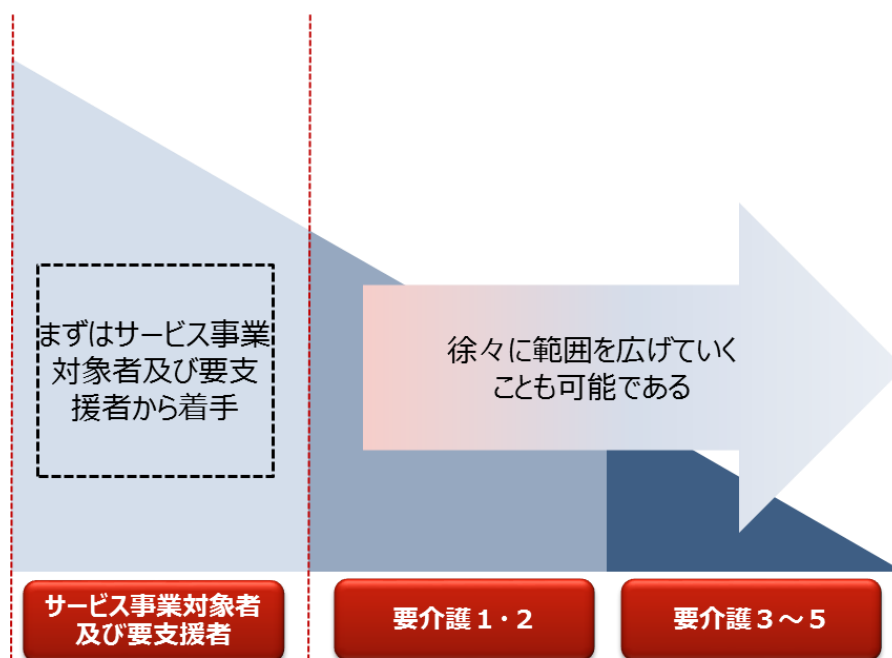 まずはサービス事業
対象者及び要支
援者から着手
徐々に範囲を広げていく
ことも可能である
サービス事業対象者
及び要支援者
要介護１・２
要介護３～５